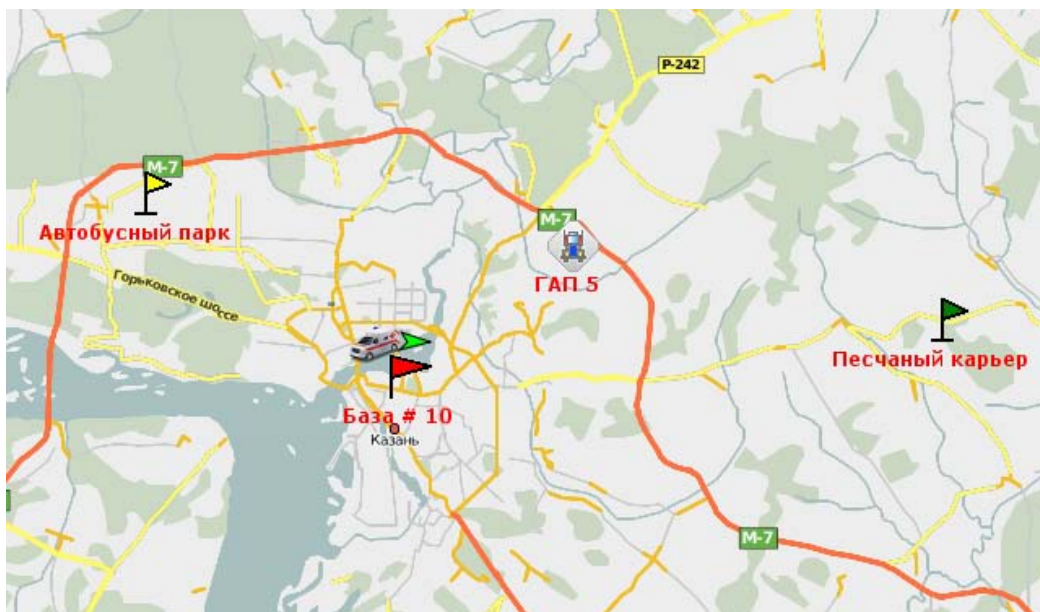 Р-242
М-7
Автобусный парк
М-7
ГАП 5
Горьковское шоссе
Песчаный карьер
База # 10
Казань
М-7